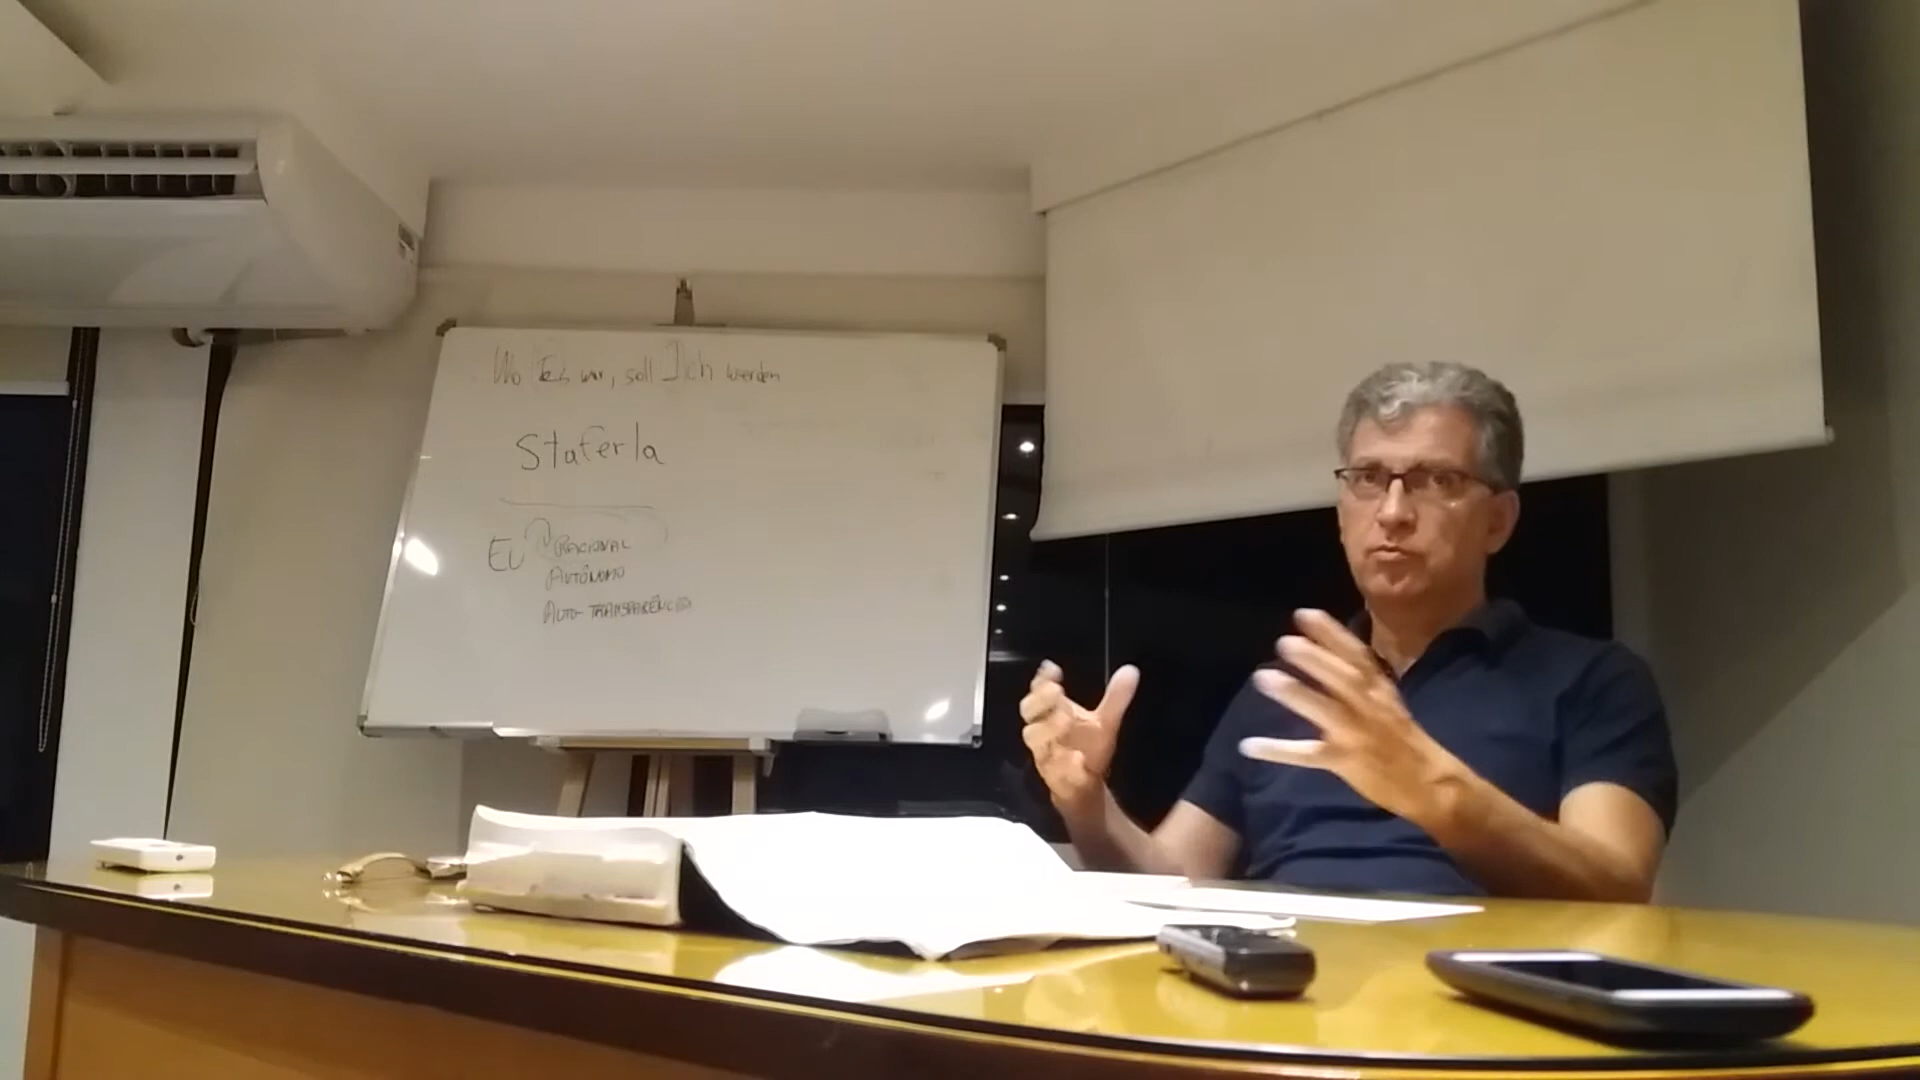 Wo Es war, soll Ich werden
Staferla
EU RACIONAL
AUTÔNOMO
AUTO-TRANSPARÊNCIA